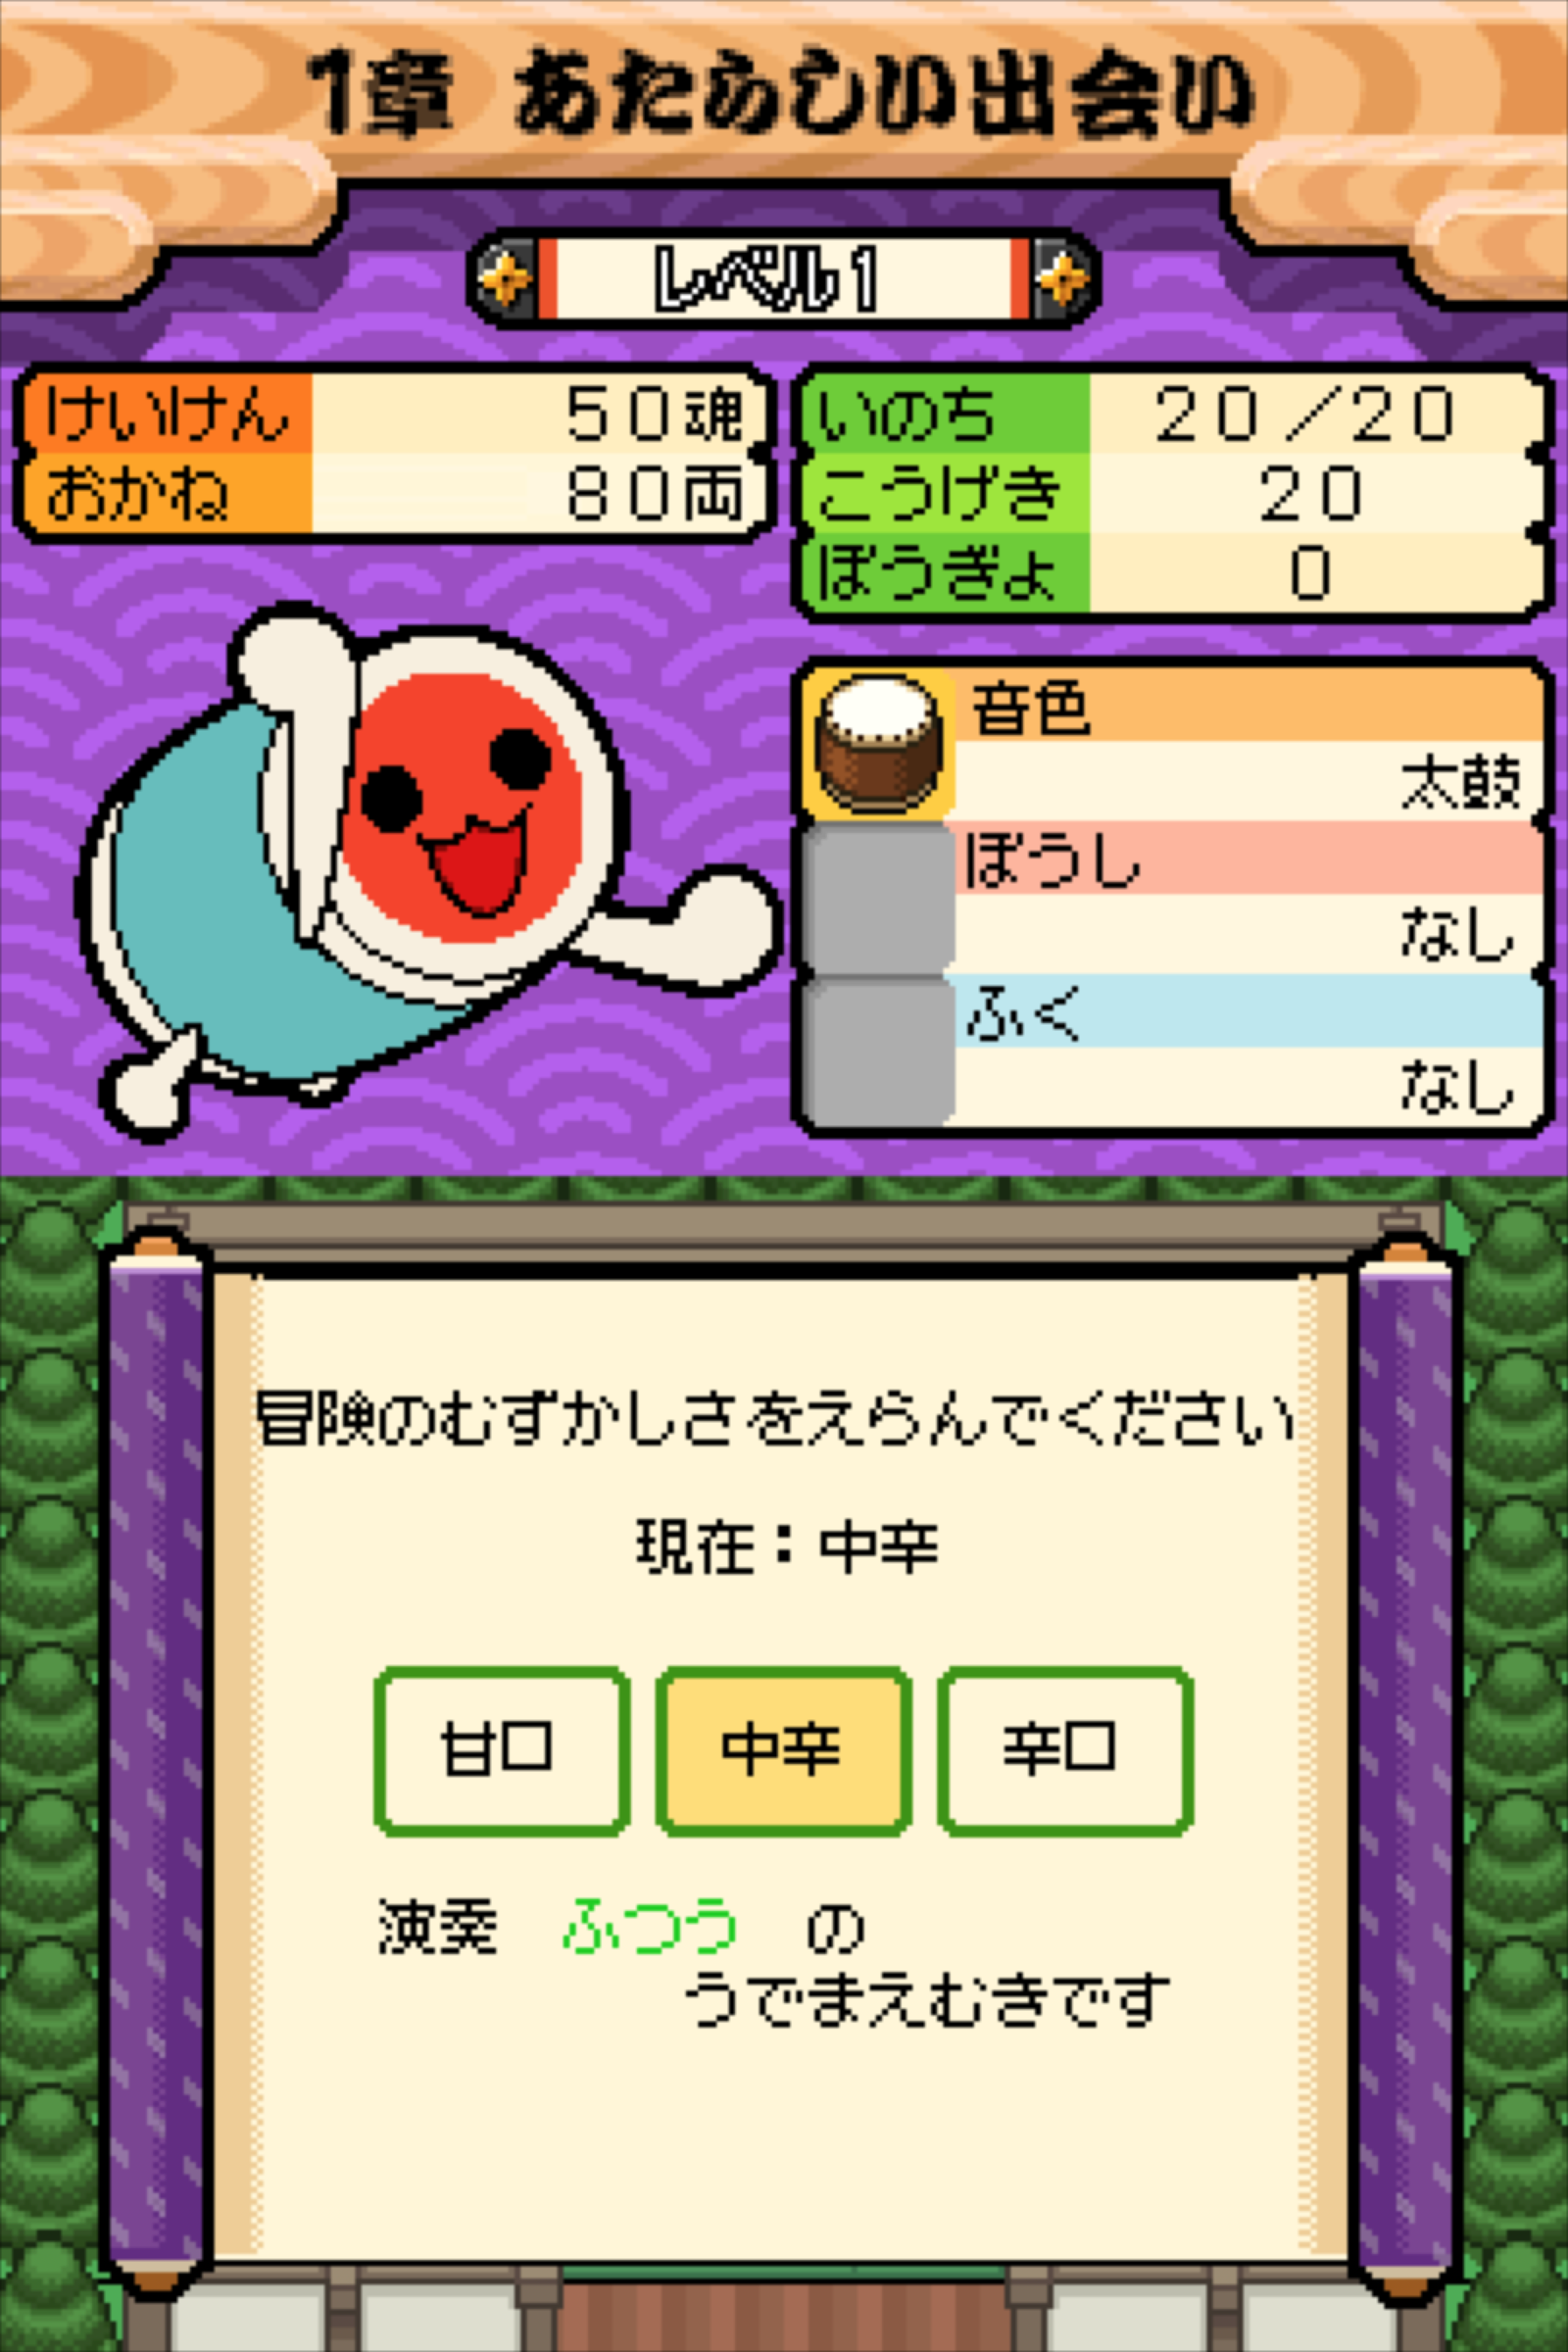 1章 あたらしい出会い
レベル1
けいけん 50魂
おかね 80両
いのち 20/20
こうげき 20
ぼうぎょ 0
音色
太鼓
ぼうし
なし
ふく
なし
冒険のむずかしさをえらんでください
現在：中辛
甘口 中辛 辛口
演奏 ふつう の
うでまえむきです